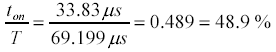 t_on/T = 33.83 μs/69.199 μs = 0.489 = 48.9 %